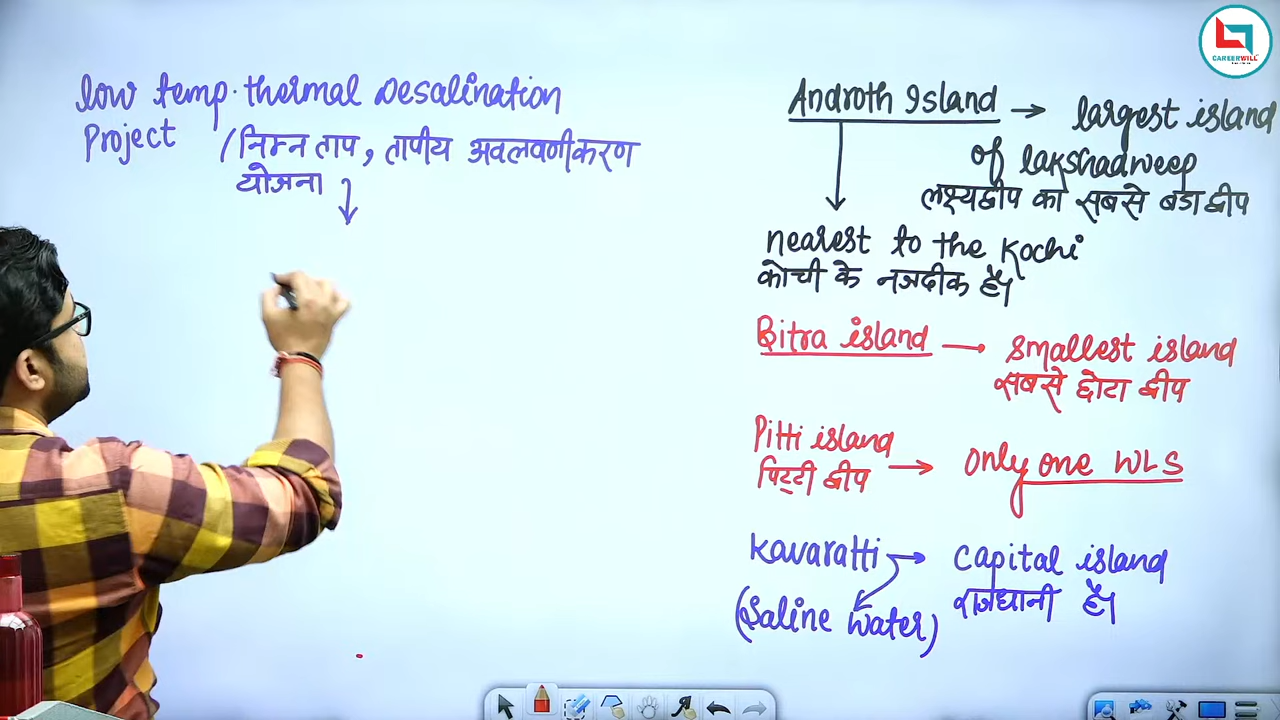 Low temp. thermal Desalination
Project /निम्न ताप, तापीय अवलवणीकरण
योजना
Androth Island → largest island
of lakshadweep
लक्ष्यद्वीप का सबसे बडा द्वीप
nearest to the Kochi
कोची के नजदीक है।
Bitra island → smallest island
सबसे छोटा द्वीप
Pitti island → only one WLS
पिट्टी द्वीप
Kavaratti → Capital island
राजधानी है।
(Saline Water)
CAREERWILL